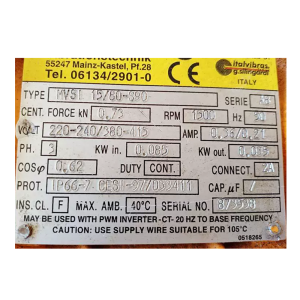 55247 Mainz-Kastel, Pf.28
Tel. 06134/2901-0
italvibras
ITALY
TYPE MVSI 15/80-S90 SERIE
CENT. FORCE kN 0.73 RPM 1500 Hz 50
VOLT 220-240/380-415 AMP.
PH. 3 kW in. 0.085 kW out.
COSφ 0.62 DUTY CONT. CONNECT.
PROT. IP66-7 CAP.µF /
INS. CL. F MAX. AMB. 40°C SERIAL N.
MAY BE USED WITH PWM INVERTER -CT- 20 HZ TO BASE FREQUENCY
CAUTION: USE SUPPLY WIRE SUITABLE FOR 105°C
0518265